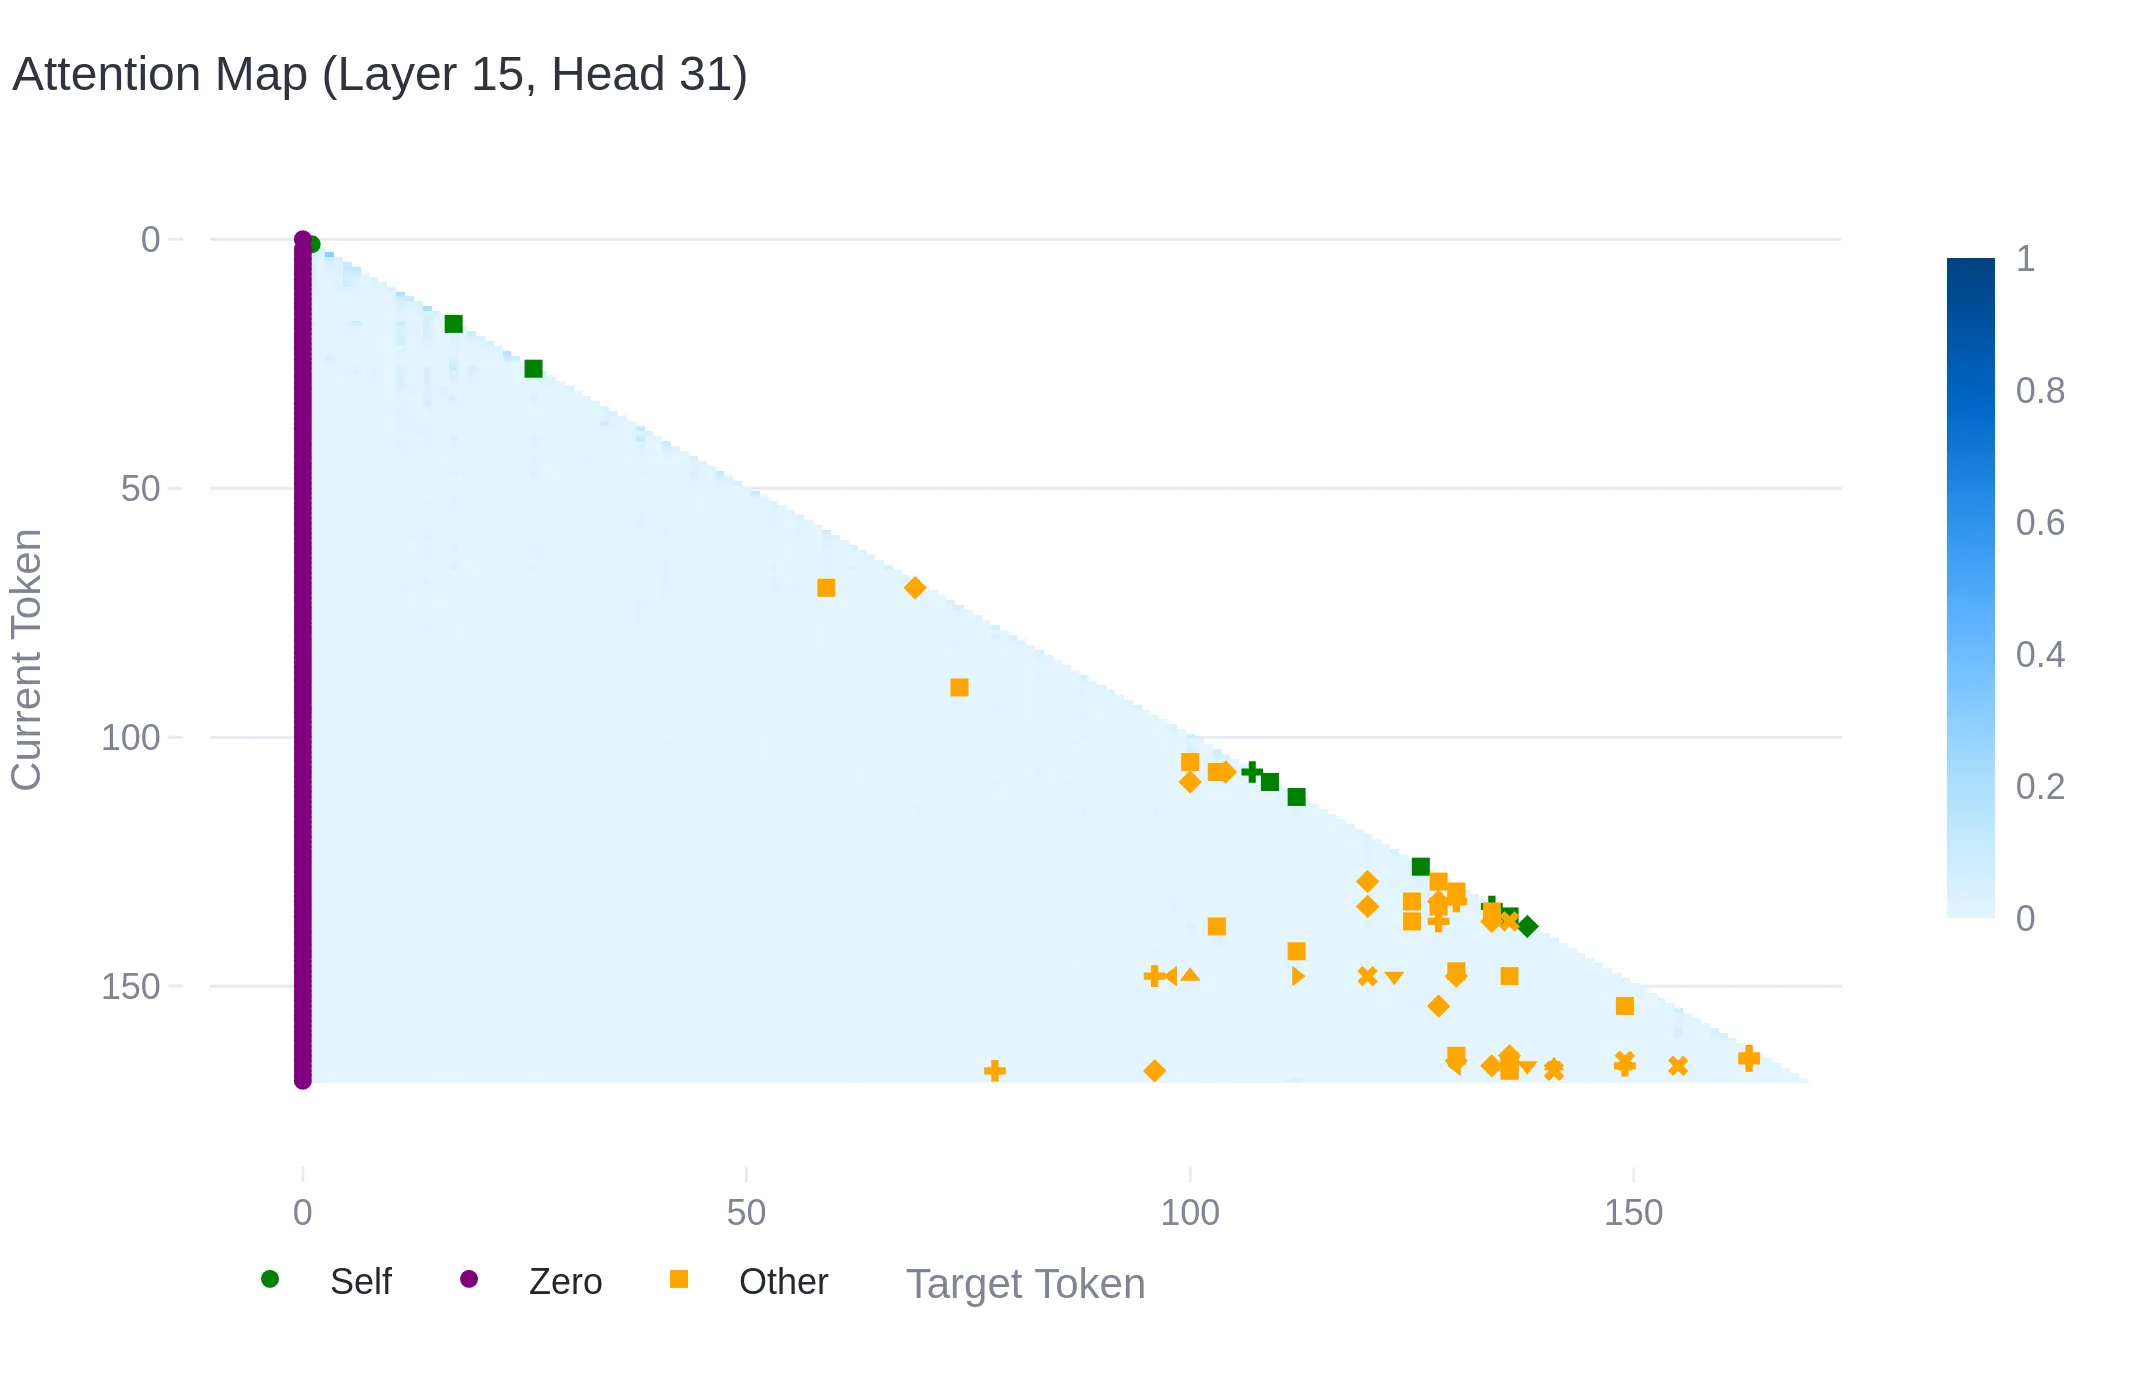 Attention Map (Layer 15, Head 31)
0
50
100
150
Current Token
1
0.8
0.6
0.4
0.2
0
0 50 100 150
Self Zero Other
Target Token